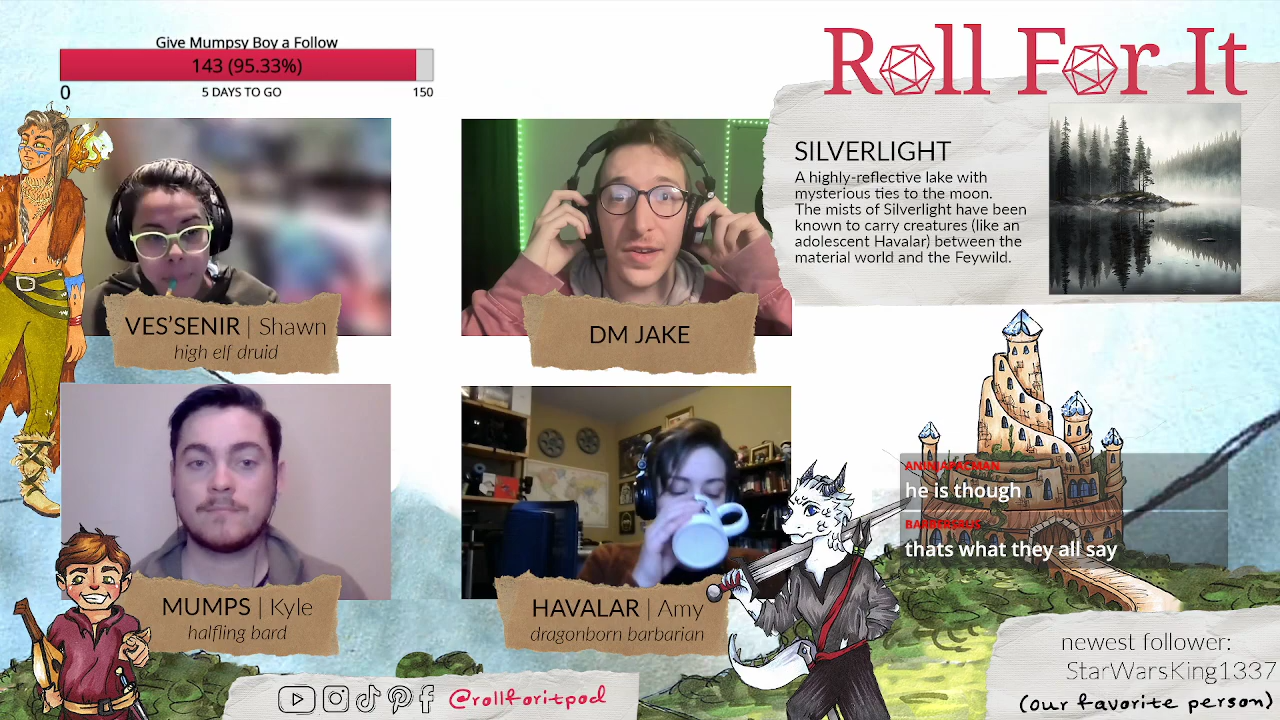 Give Mumpsy Boy a Follow
143 (95.33%)
0
5 DAYS TO GO
150
Roll For It
SILVERLIGHT
A highly-reflective lake with
mysterious ties to the moon.
The mists of Silverlight have been
known to carry creatures (like an
adolescent Havalar) between the
material world and the Feywild.
VES'SENIR | Shawn
high elf druid
DM JAKE
MUMPS | Kyle
halfling bard
HAVALAR | Amy
dragonborn barbarian
ANINJAPACMAN
he is though
thats what they all say
newest follower:
StarWarsKing1337
(our favorite person)
@rollforitpod